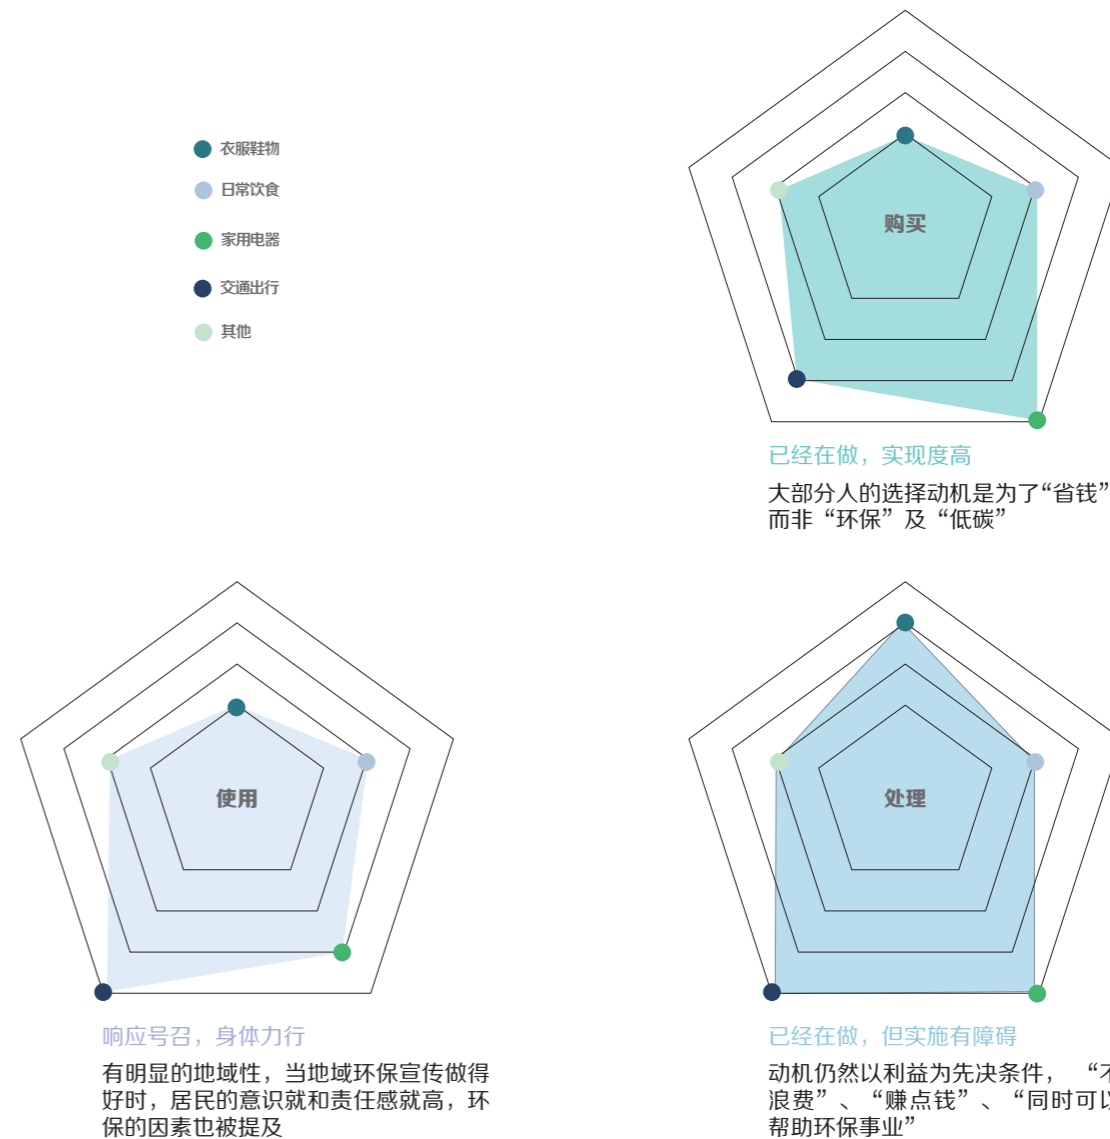 衣服鞋物
日常饮食
家用电器
交通出行
其他
购买
已经在做，实现度高
大部分人的选择动机是为了“省钱”
而非“环保”及“低碳”
使用
响应号召，身体力行
有明显的地域性，当地域环保宣传做得
好时，居民的意识就和责任感就高，环
保的因素也被提及
处理
已经在做，但实施有障碍
动机仍然以利益为先决条件，“不
浪费”、“赚点钱”、“同时可以
帮助环保事业”